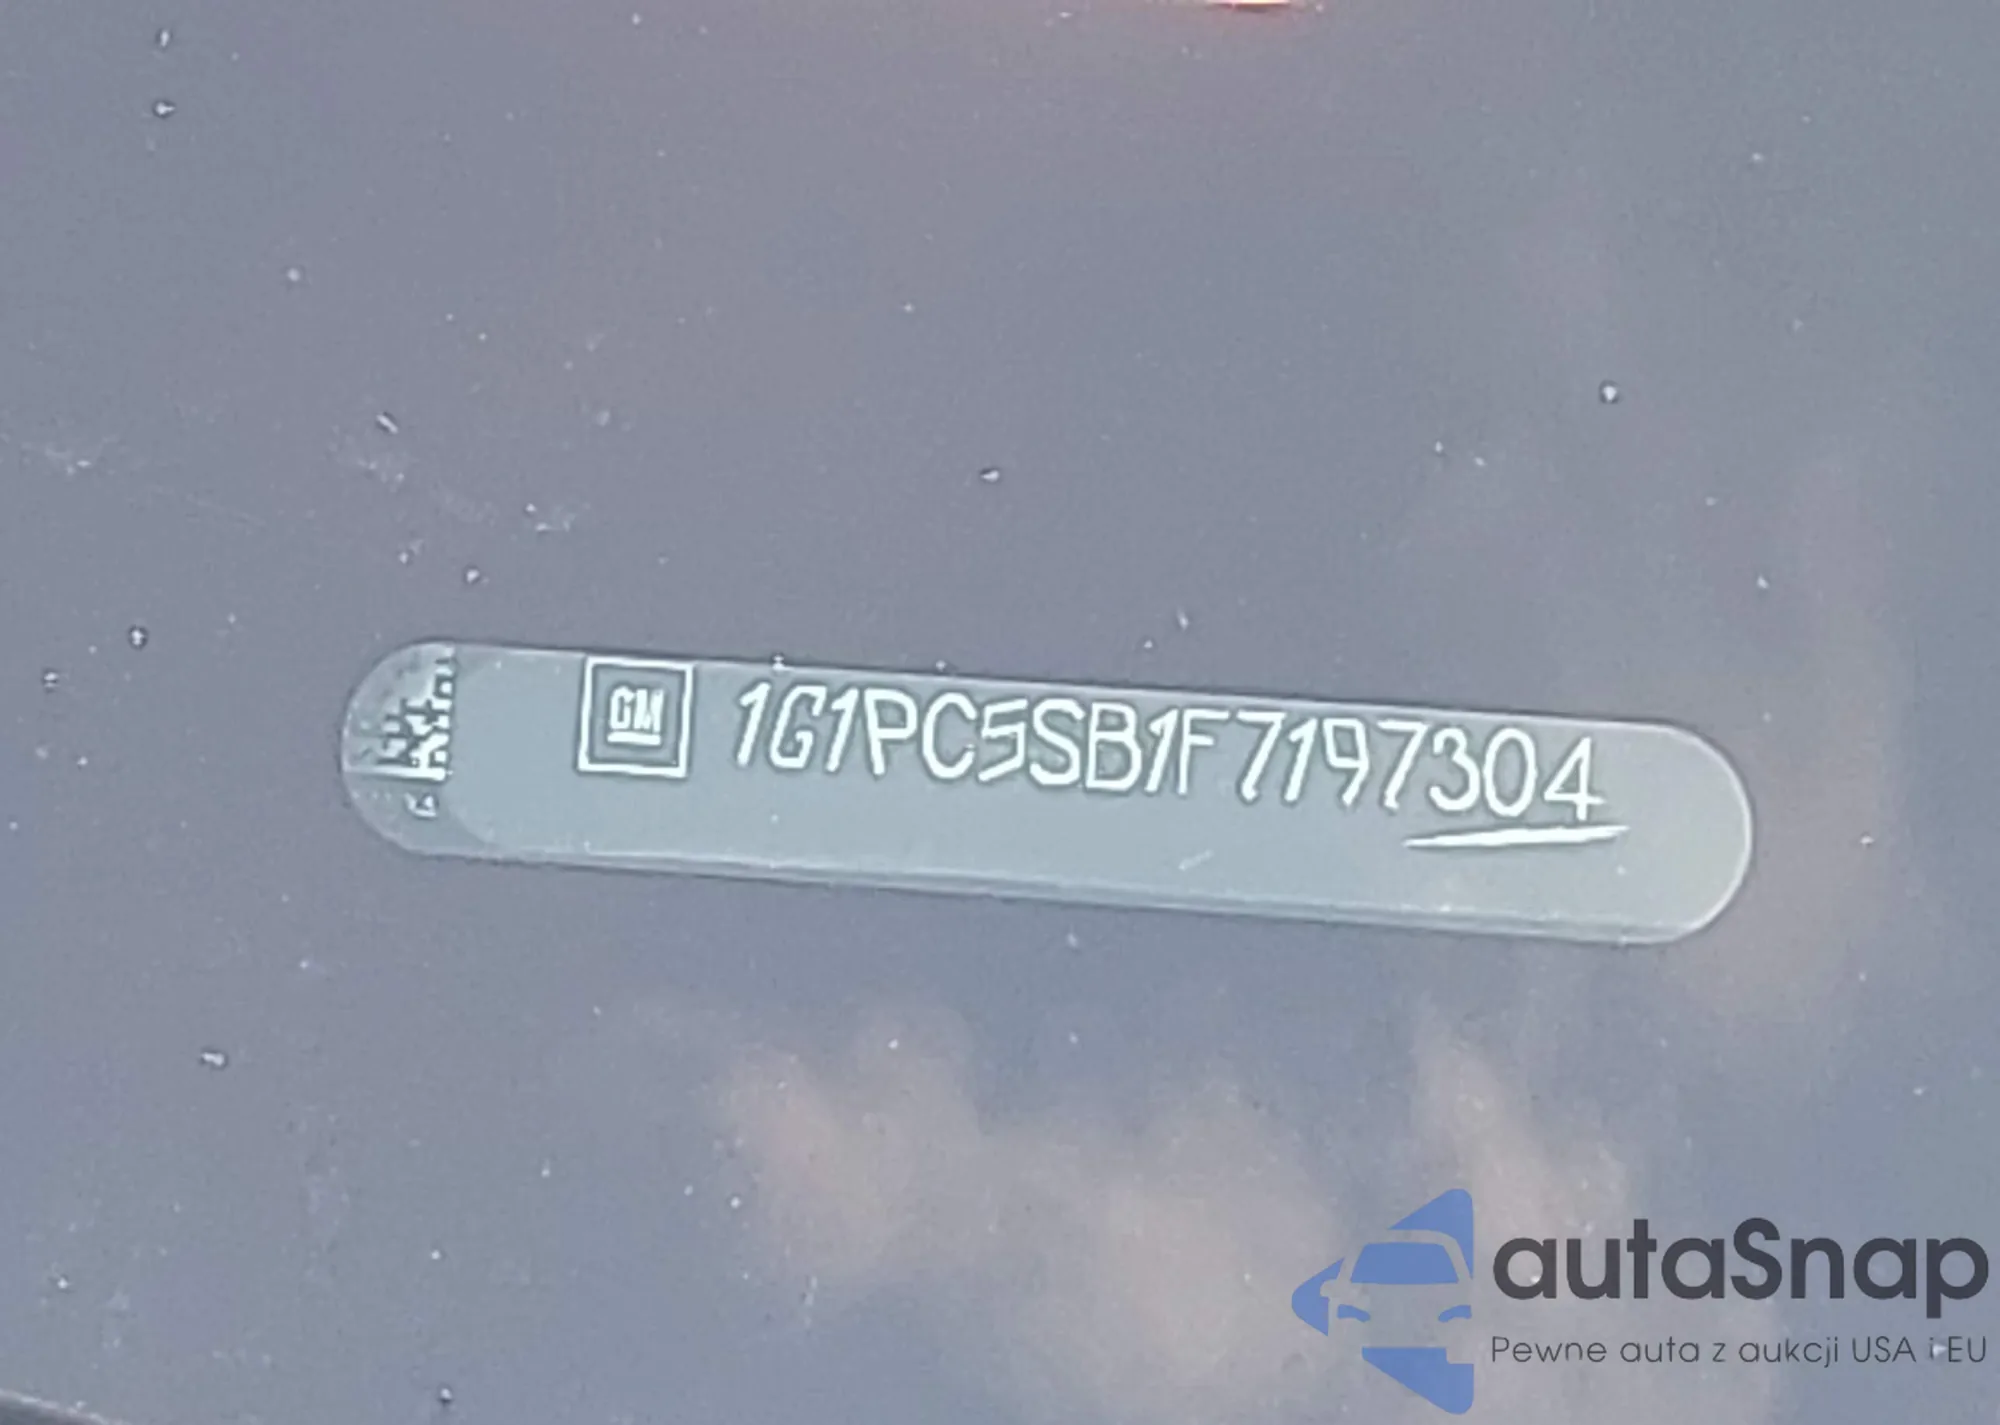 GM 1G1PC5SB1F7197304
autaSnap
Pewne auta z aukcji USA i EU